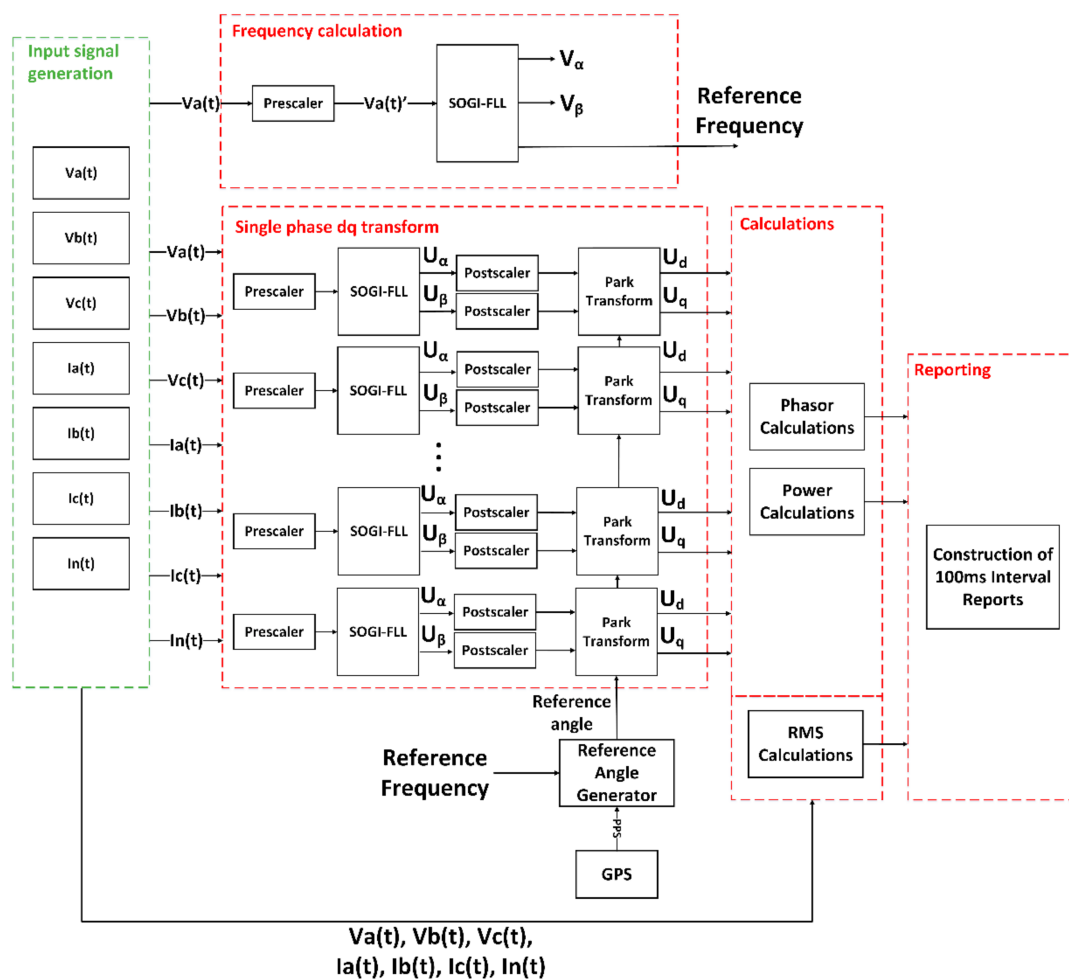 Input signal
generation
Va(t)
Vb(t)
Vc(t)
Ia(t)
Ib(t)
Ic(t)
In(t)
Frequency calculation
Va(t)
Prescaler
Va(t)’
SOGI-FLL
Vα
Vβ
Reference
Frequency
Va(t)
Vb(t)
Vc(t)
Ia(t)
Ib(t)
Ic(t)
In(t)
Single phase dq transform
Prescaler
SOGI-FLL
Uα
Uβ
Postscaler
Postscaler
Park
Transform
Ud
Uq
Prescaler
SOGI-FLL
Uα
Uβ
Postscaler
Postscaler
Park
Transform
Ud
Uq
⋮
Prescaler
SOGI-FLL
Uα
Uβ
Postscaler
Postscaler
Park
Transform
Ud
Uq
Prescaler
SOGI-FLL
Uα
Uβ
Postscaler
Postscaler
Park
Transform
Ud
Uq
Reference
angle
Reference
Frequency
Reference
Angle
Generator
PPS
GPS
Calculations
Phasor
Calculations
Power
Calculations
RMS
Calculations
Reporting
Construction of
100ms Interval
Reports
Va(t), Vb(t), Vc(t),
Ia(t), Ib(t), Ic(t), In(t)